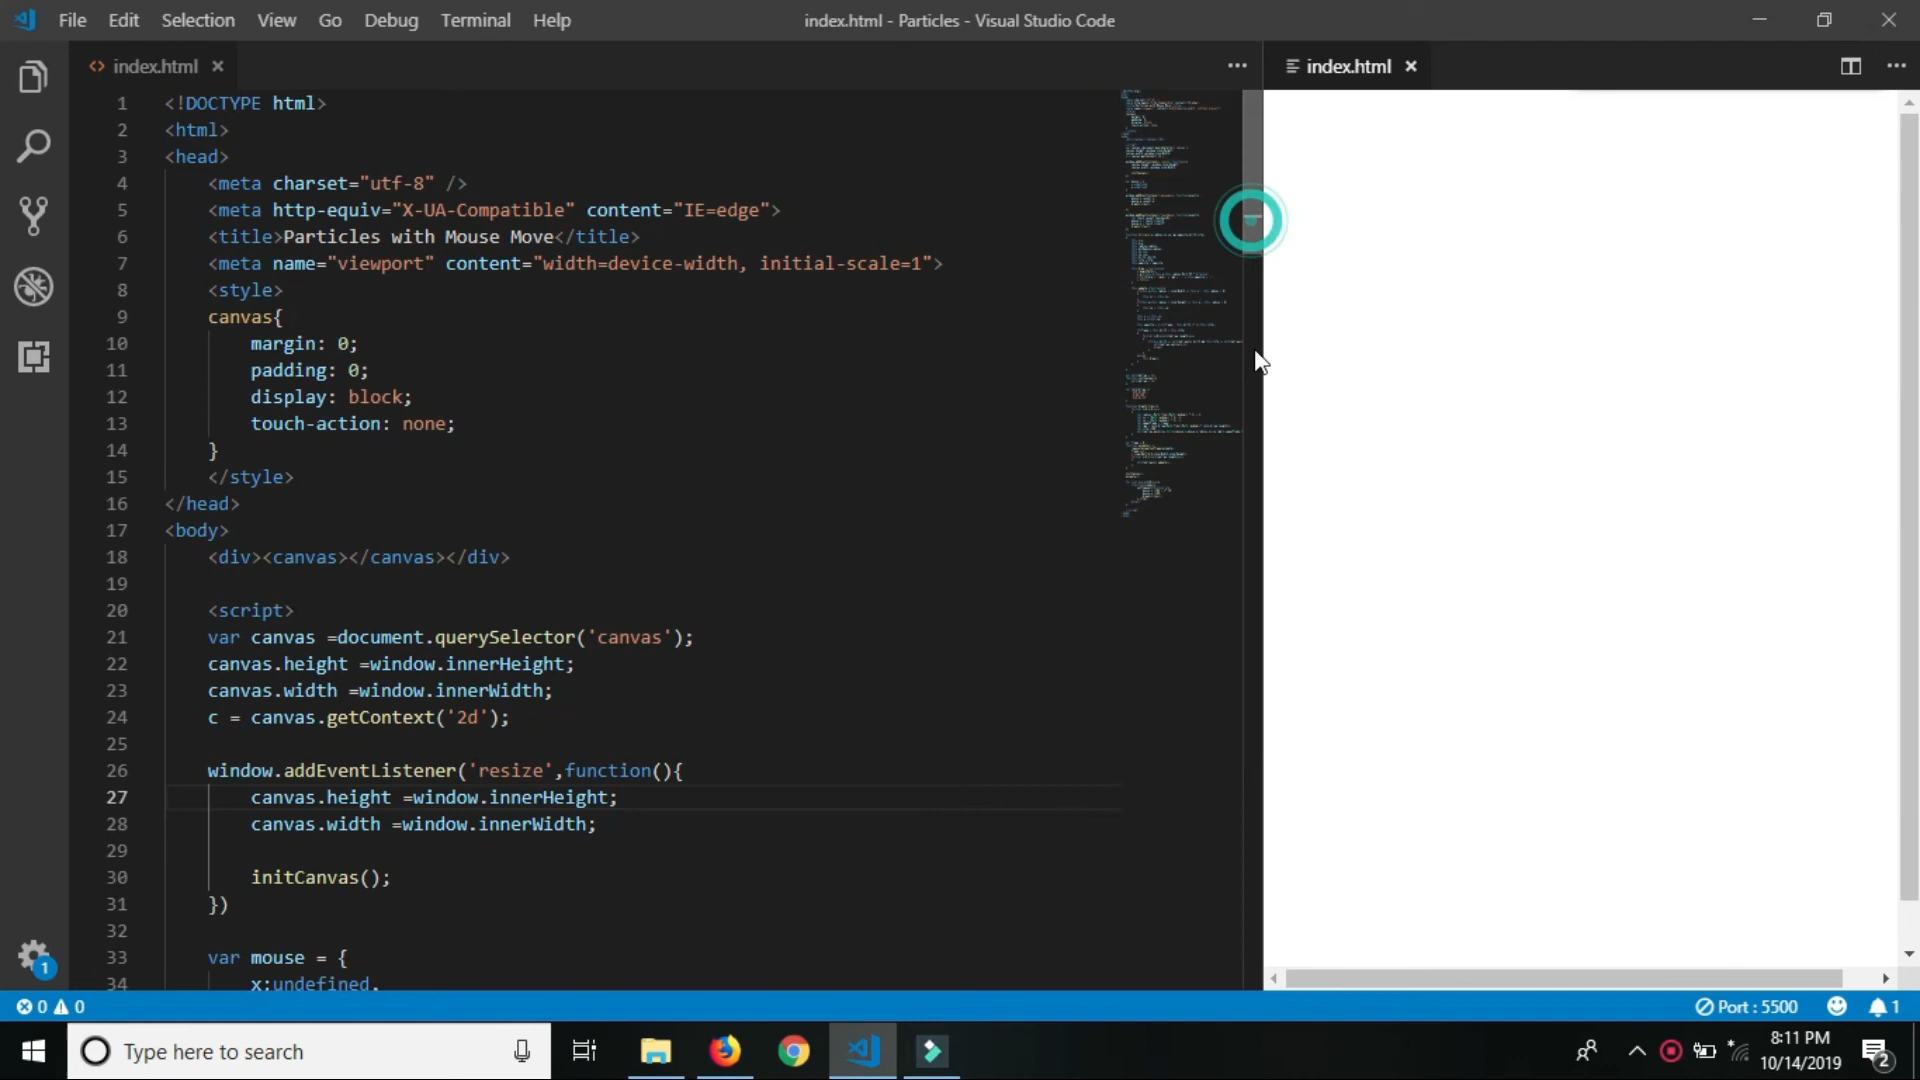 File Edit Selection View Go Debug Terminal Help
index.html - Particles - Visual Studio Code
index.html
index.html
1 <!DOCTYPE html>
2 <html>
3 <head>
4 <meta charset="utf-8" />
5 <meta http-equiv="X-UA-Compatible" content="IE=edge">
6 <title>Particles with Mouse Move</title>
7 <meta name="viewport" content="width=device-width, initial-scale=1">
8 <style>
9 canvas{
10 margin: 0;
11 padding: 0;
12 display: block;
13 touch-action: none;
14 }
15 </style>
16 </head>
17 <body>
18 <div><canvas></canvas></div>
19
20 <script>
21 var canvas =document.querySelector('canvas');
22 canvas.height =window.innerHeight;
23 canvas.width =window.innerWidth;
24 c = canvas.getContext('2d');
25
26 window.addEventListener('resize',function(){
27 canvas.height =window.innerHeight;
28 canvas.width =window.innerWidth;
29
30 initCanvas();
31 })
32
33 var mouse = {
34 x:undefined,
1
0 0
Port : 5500
1
Type here to search
8:11 PM
10/14/2019
2